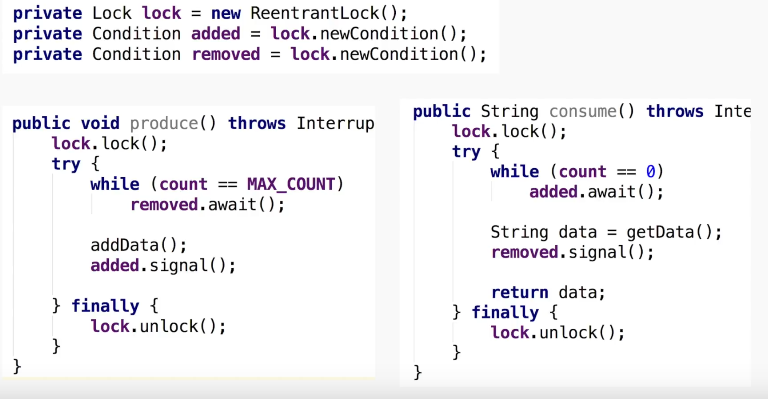 private Lock lock = new ReentrantLock();
private Condition added = lock.newCondition();
private Condition removed = lock.newCondition();
public void produce() throws Interrup
lock.lock();
try {
while (count == MAX_COUNT)
removed.await();
addData();
added.signal();
} finally {
lock.unlock();
}
}
public String consume() throws Inte
lock.lock();
try {
while (count == 0)
added.await();
String data = getData();
removed.signal();
return data;
} finally {
lock.unlock();
}
}